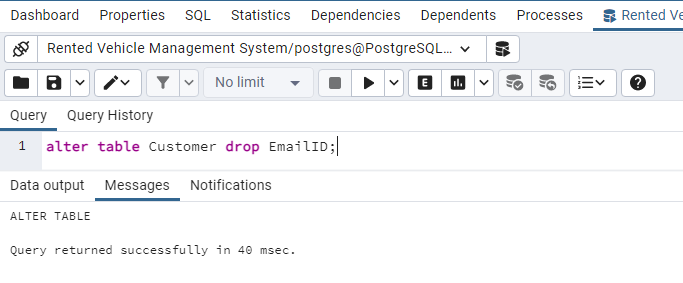 Dashboard Properties SQL Statistics Dependencies Dependents Processes Rented Ve
Rented Vehicle Management System/postgres@PostgreSQL...
No limit E
Query Query History
1 alter table Customer drop EmailID;
Data output Messages Notifications
ALTER TABLE
Query returned successfully in 40 msec.